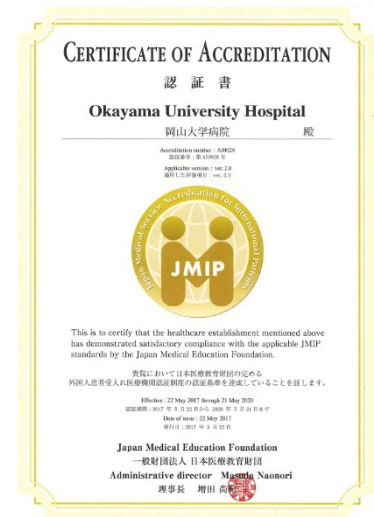 CERTIFICATE OF ACCREDITATION
認証書
Okayama University Hospital
岡山大学病院 殿
Accreditation number : AI0028
認証番号 : 第 AI0028 号
Applicable version : ver. 2.0
適用した評価項目 : ver. 2.0
Japan Medical Service Accreditation for International Patients
JMIP
This is to certify that the healthcare establishment mentioned above
has demonstrated satisfactory compliance with the applicable JMIP
standards by the Japan Medical Education Foundation.
貴院において日本医療教育財団の定める
外国人患者受入れ医療機関認証制度の認証基準を達成していることを証します。
Effective : 22 May 2017 through 21 May 2020
認証期間 : 2017 年 5 月 22 日から 2020 年 5 月 21 日まで
Date of issue : 22 May 2017
発行日 : 2017 年 5 月 22 日
Japan Medical Education Foundation
一般財団法人 日本医療教育財団
Administrative director Masuda Naonori
理事長 増田 尚紀